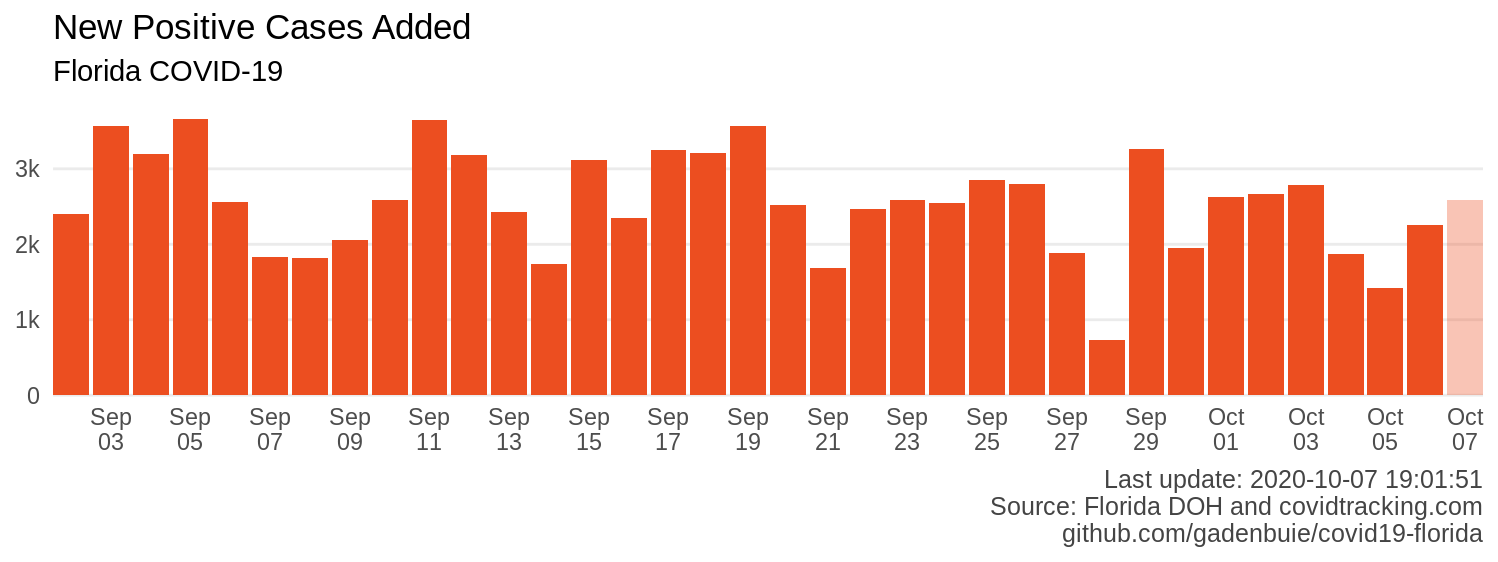 New Positive Cases Added
Florida COVID-19
3k
2k
1k
0
Sep Sep Sep Sep Sep Sep Sep Sep Sep Sep Sep Sep Sep Sep Oct Oct Oct Oct
03 05 07 09 11 13 15 17 19 21 23 25 27 29 01 03 05 07
Last update: 2020-10-07 19:01:51
Source: Florida DOH and covidtracking.com
github.com/gadenbuie/covid19-florida